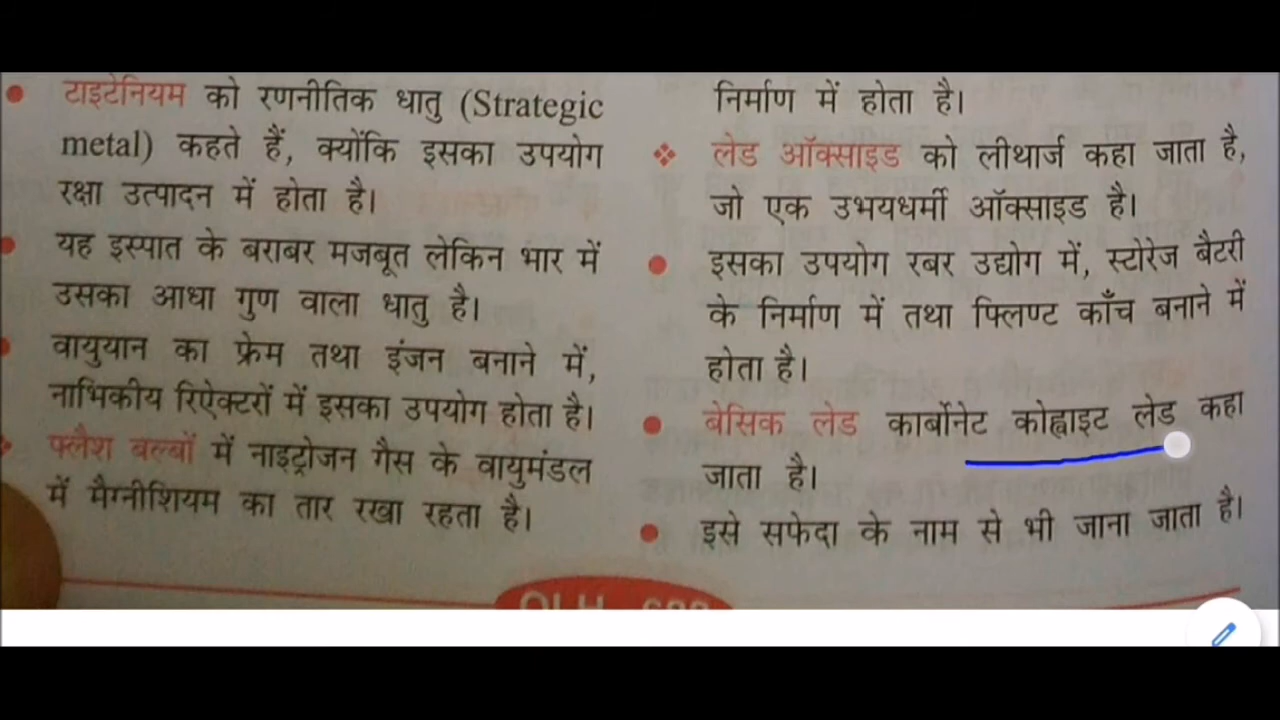 टाइटेनियम को रणनीतिक धातु (Strategic
metal) कहते हैं, क्योंकि इसका उपयोग
रक्षा उत्पादन में होता है।
यह इस्पात के बराबर मजबूत लेकिन भार में
उसका आधा गुण वाला धातु है।
वायुयान का फ्रेम तथा इंजन बनाने में,
नाभिकीय रिऐक्टरों में इसका उपयोग होता है।
फ्लैश बल्बों में नाइट्रोजन गैस के वायुमंडल
में मैग्नीशियम का तार रखा रहता है।
निर्माण में होता है।
लेड ऑक्साइड को लीथार्ज कहा जाता है,
जो एक उभयधर्मी ऑक्साइड है।
इसका उपयोग रबर उद्योग में, स्टोरेज बैटरी
के निर्माण में तथा फ्लिण्ट काँच बनाने में
होता है।
बेसिक लेड कार्बोनेट कोह्वाइट लेड कहा
जाता है।
इसे सफेदा के नाम से भी जाना जाता है।